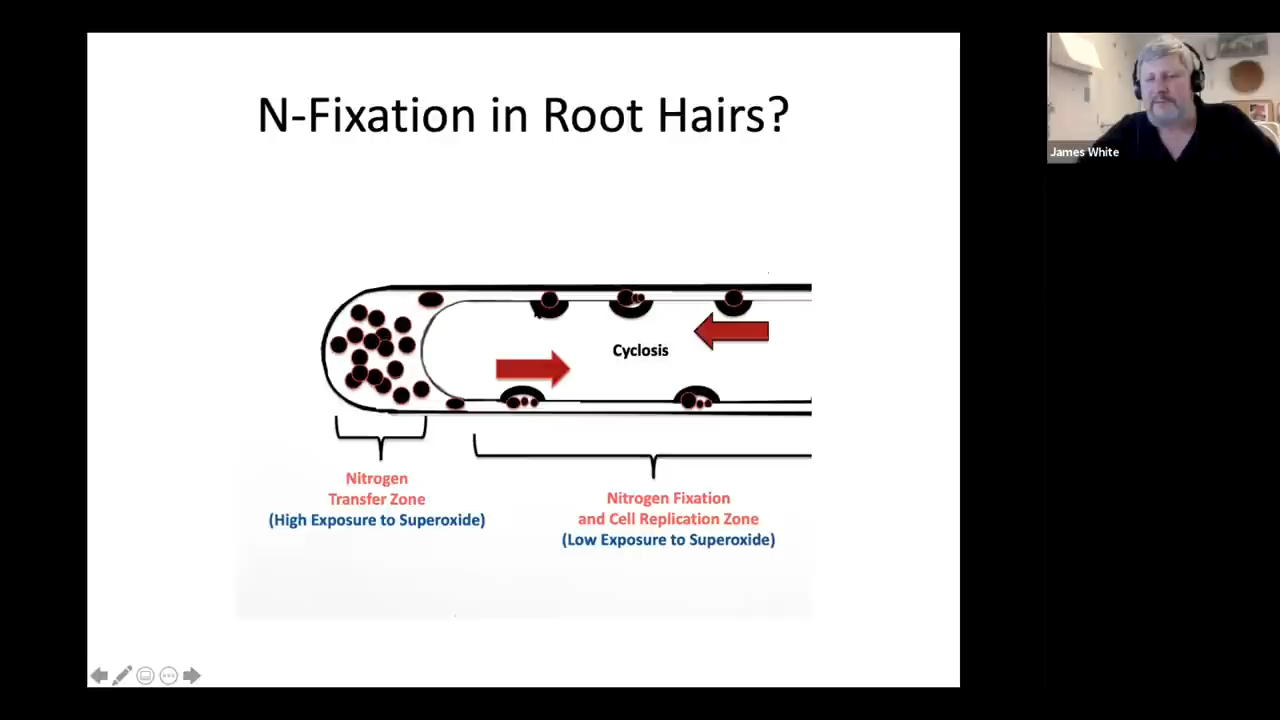 N-Fixation in Root Hairs?
James White
Cyclosis
Nitrogen
Transfer Zone
(High Exposure to Superoxide)
Nitrogen Fixation
and Cell Replication Zone
(Low Exposure to Superoxide)